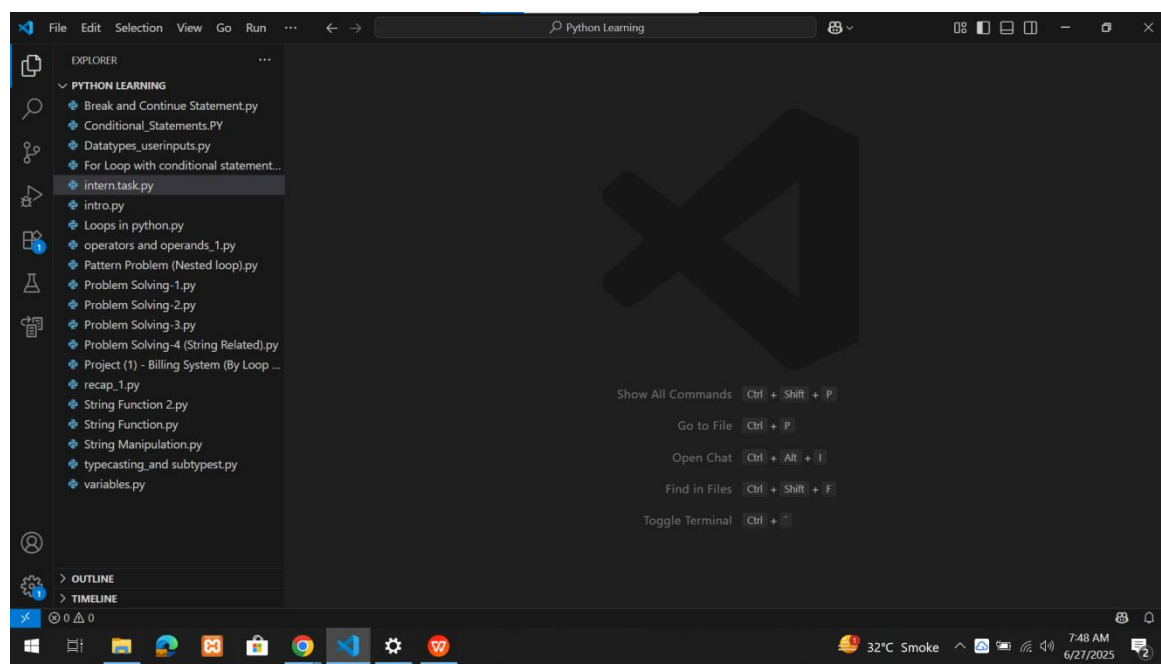 File Edit Selection View Go Run ··· Python Learning
EXPLORER ···
PYTHON LEARNING
Break and Continue Statement.py
Conditional_Statements.PY
Datatypes_userinputs.py
For Loop with conditional statement...
intern.task.py
intro.py
Loops in python.py
operators and operands_1.py
Pattern Problem (Nested loop).py
Problem Solving-1.py
Problem Solving-2.py
Problem Solving-3.py
Problem Solving-4 (String Related).py
Project (1) - Billing System (By Loop ...
recap_1.py
String Function 2.py
String Function.py
String Manipulation.py
typecasting_and subtypest.py
variables.py
Show All Commands Ctrl + Shift + P
Go to File Ctrl + P
Open Chat Ctrl + Alt + I
Find in Files Ctrl + Shift + F
Toggle Terminal Ctrl + `
1
1
OUTLINE
TIMELINE
0 0
32°C Smoke 7:48 AM
6/27/2025 2